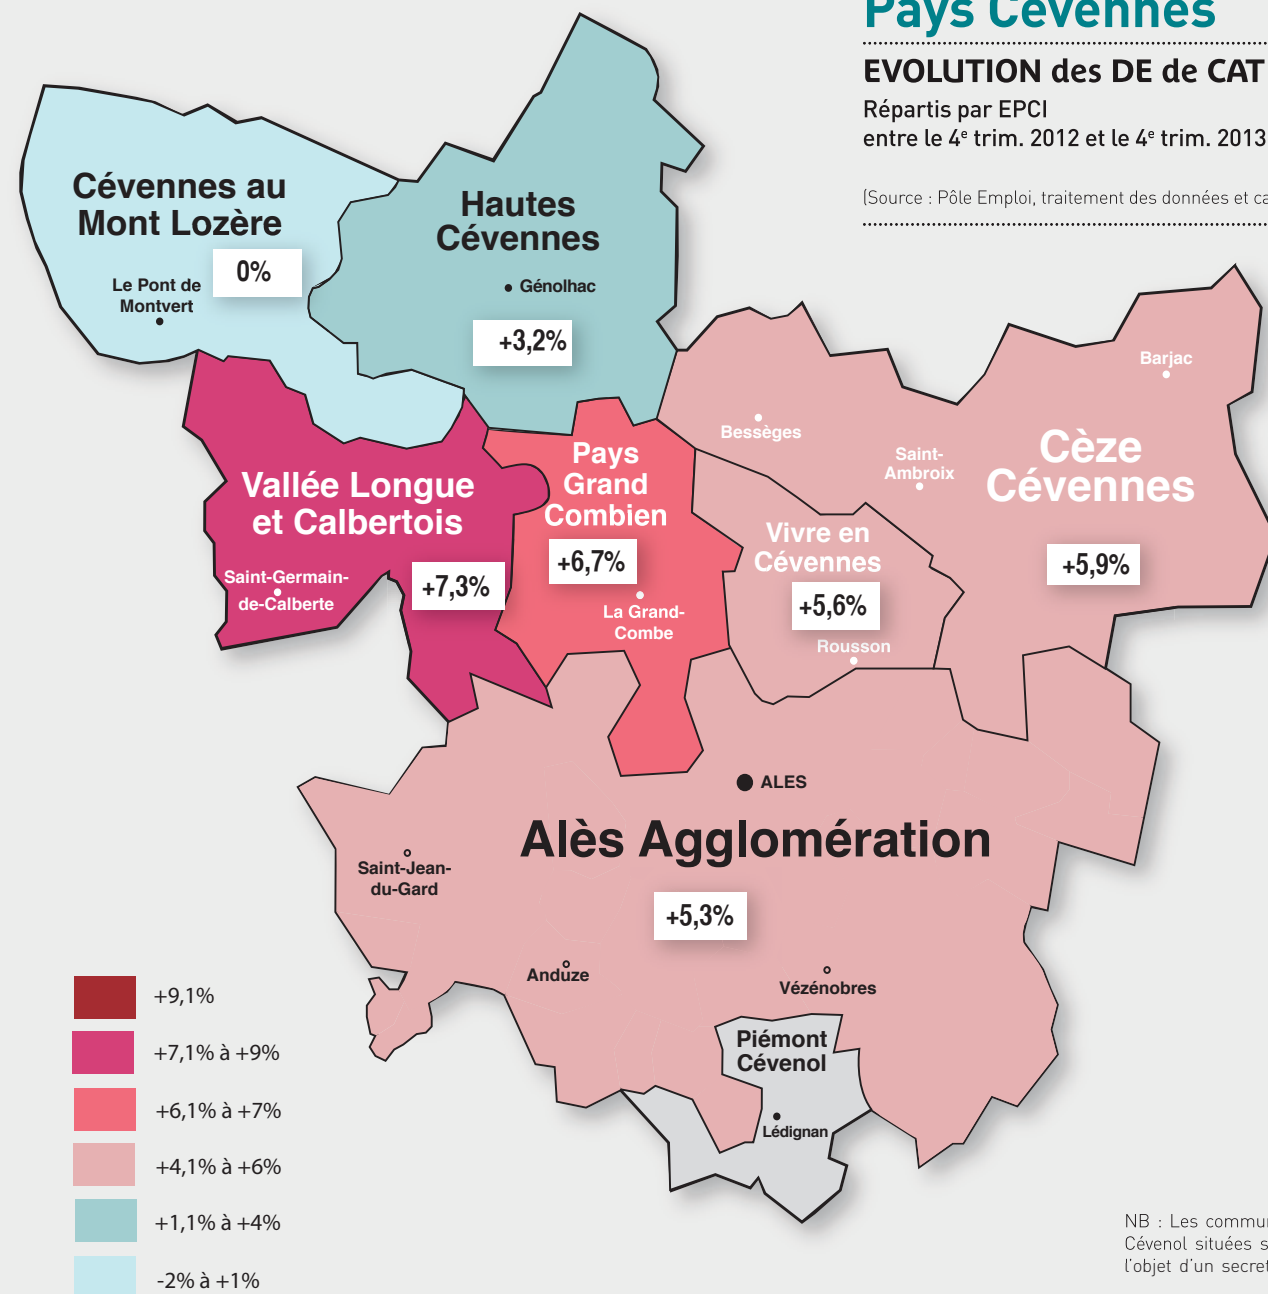 Pays Cévennes
EVOLUTION des DE de CAT
Répartis par EPCI
entre le 4e trim. 2012 et le 4e trim. 2013
(Source : Pôle Emploi, traitement des données et
Cévennes au
Mont Lozère
0%
Le Pont de
Montvert
Hautes
Cévennes
Génolhac
+3,2%
Barjac
Bessèges
Saint-
Ambroix
Cèze
Cévennes
+5,9%
Vallée Longue
et Calbertois
+7,3%
Saint-Germain-
de-Calberte
Pays
Grand
Combien
+6,7%
La Grand-
Combe
Vivre en
Cévennes
+5,6%
Rousson
ALES
Alès Agglomération
+5,3%
Saint-Jean-
du-Gard
Anduze
Vézénobres
Piémont
Cévenol
Lédignan
+9,1%
+7,1% à +9%
+6,1% à +7%
+4,1% à +6%
+1,1% à +4%
-2% à +1%
NB : Les
Cévenol situées
l'objet d'un secret